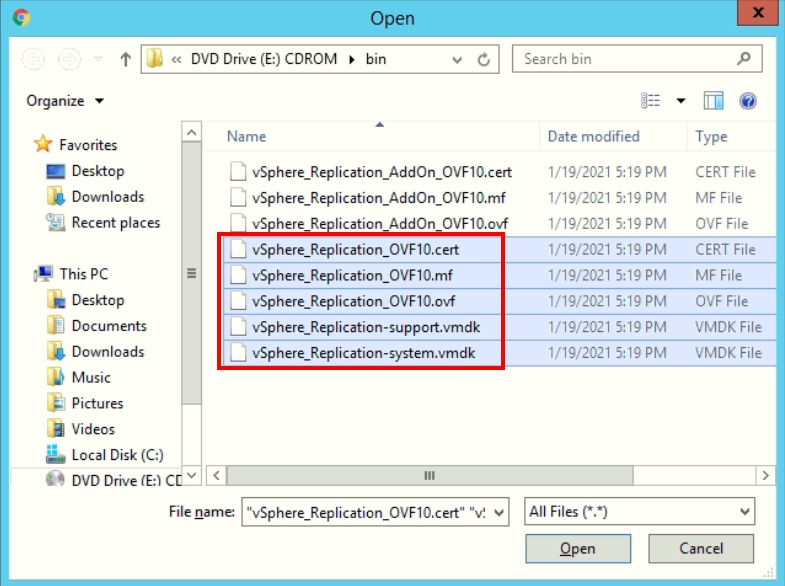 Open
x
« DVD Drive (E:) CDROM bin
Search bin
Organize
Favorites
Desktop
Downloads
Recent places
This PC
Desktop
Documents
Downloads
Music
Pictures
Videos
Local Disk (C:)
DVD Drive (E:) CD
Name Date modified Type
vSphere_Replication_AddOn_OVF10.cert 1/19/2021 5:19 PM CERT File
vSphere_Replication_AddOn_OVF10.mf 1/19/2021 5:19 PM MF File
vSphere_Replication_AddOn_OVF10.ovf 1/19/2021 5:19 PM OVF File
vSphere_Replication_OVF10.cert 1/19/2021 5:19 PM CERT File
vSphere_Replication_OVF10.mf 1/19/2021 5:19 PM MF File
vSphere_Replication_OVF10.ovf 1/19/2021 5:19 PM OVF File
vSphere_Replication-support.vmdk 1/19/2021 5:19 PM VMDK File
vSphere_Replication-system.vmdk 1/19/2021 5:19 PM VMDK File
File name: "vSphere_Replication_OVF10.cert" "vS All Files (*.*)
Open Cancel